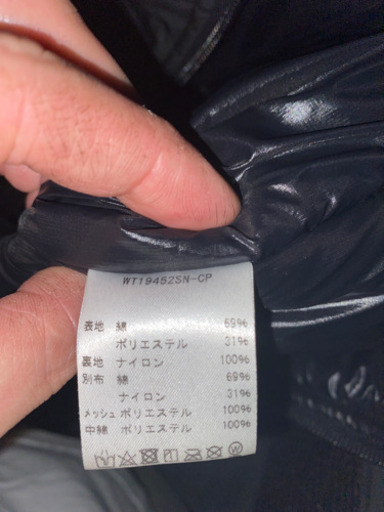 WT19452SN-CP
表地 綿 69%
ポリエステル 31%
裏地 ナイロン 100%
別布 綿 69%
ナイロン 31%
メッシュ ポリエステル 100%
中綿 ポリエステル 100%